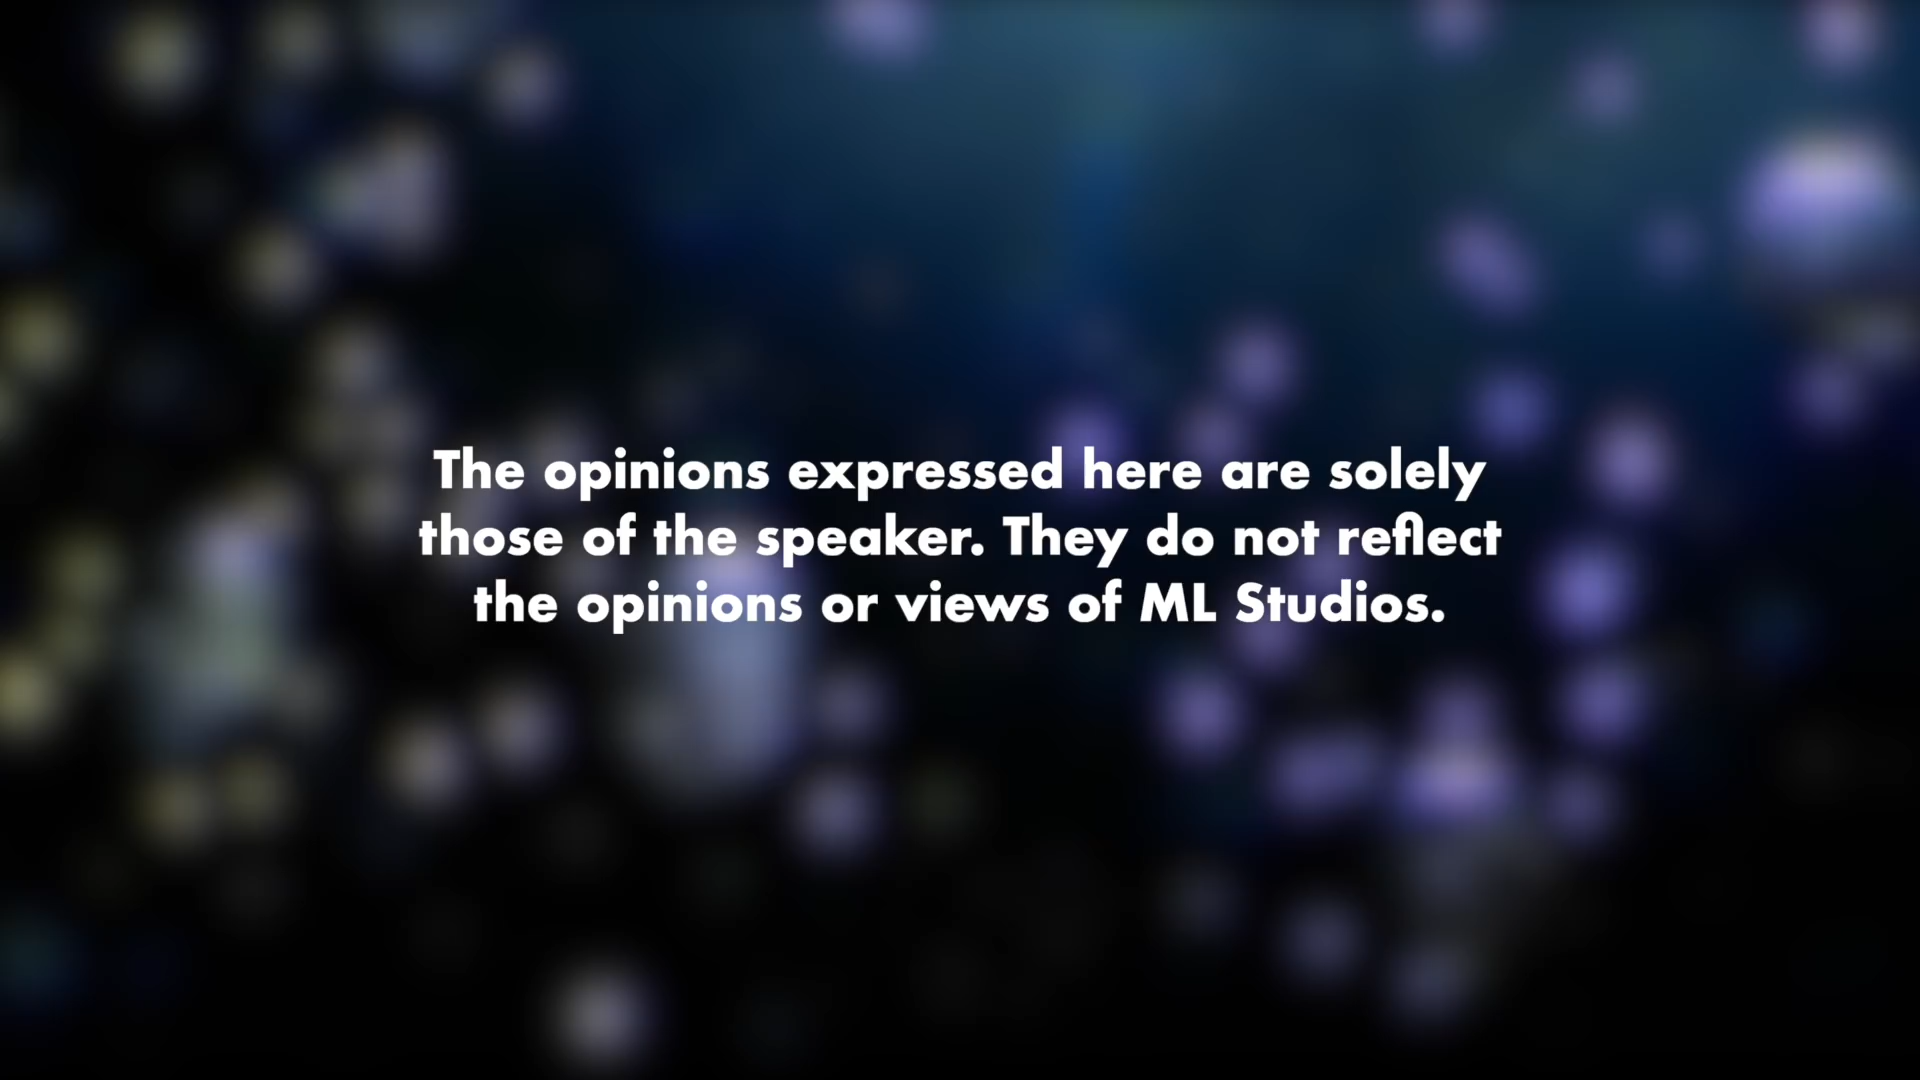 The opinions expressed here are solely
those of the speaker. They do not reflect
the opinions or views of ML Studios.